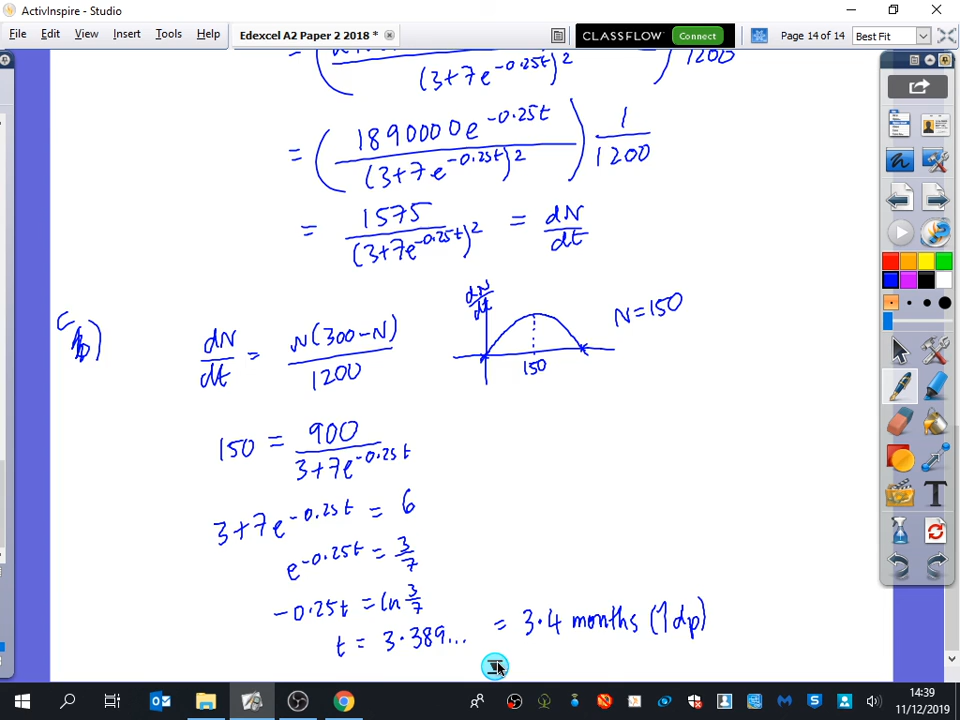 ActivInspire - Studio
File Edit View Insert Tools Help Edexcel A2 Paper 2 2018 * CLASSFLOW Connect Page 14 of 14 Best Fit
(3+7e^-0.25t)^2 1200
= (1890000e^-0.25t / (3+7e^-0.25t)^2) 1/1200
= 1575 / (3+7e^-0.25t)^2 = dN/dt
dN/dt
N=150
dN/dt = N(300-N)/1200
150
150 = 900 / 3+7e^-0.25t
3+7e^-0.25t = 6
e^-0.25t = 3/7
-0.25t = ln 3/7
t = 3.389... = 3.4 months (1dp)
T
14:39
11/12/2019